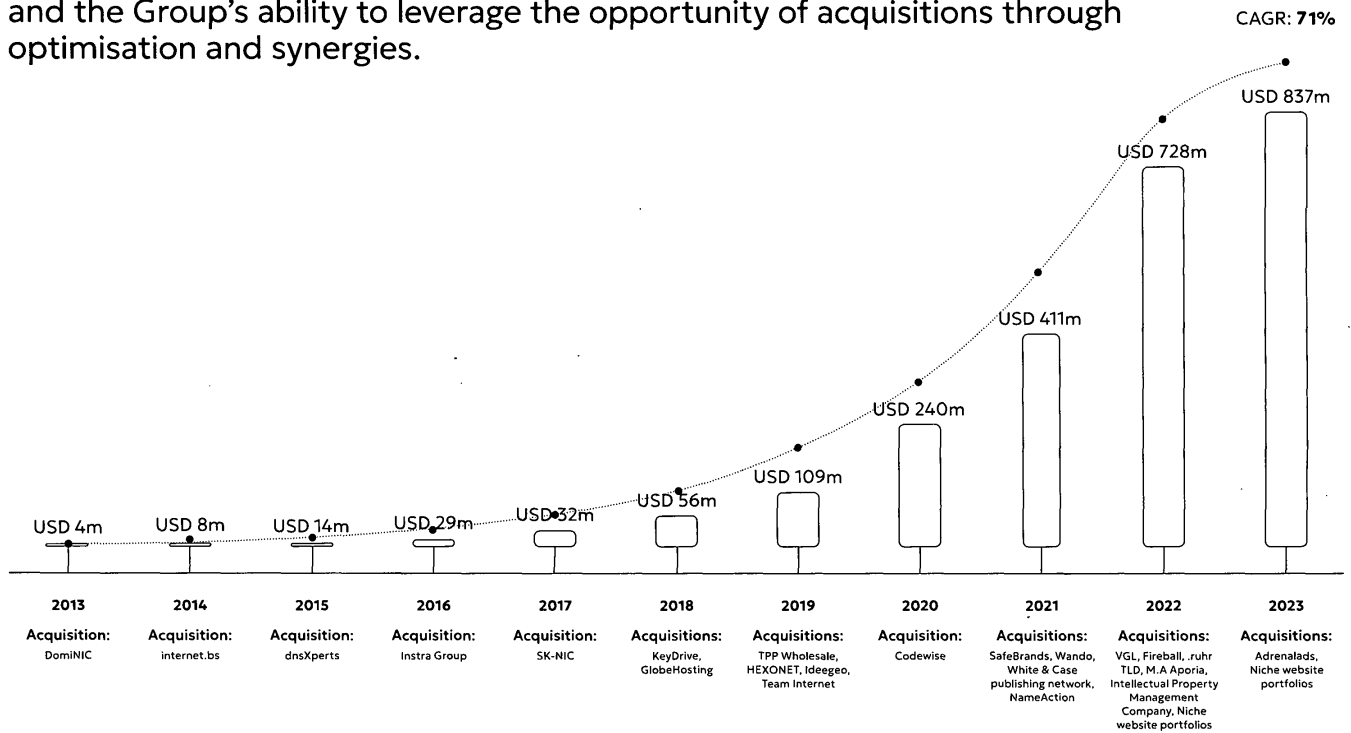 and the Group's ability to leverage the opportunity of acquisitions through
optimisation and synergies.
CAGR: 71%
USD 4m
USD 8m
USD 14m
USD 29m
USD 32m
USD 56m
USD 109m
USD 240m
USD 411m
USD 728m
USD 837m
2013
Acquisition:
DomiNIC
2014
Acquisition:
internet.bs
2015
Acquisition:
dnsXperts
2016
Acquisition:
Instra Group
2017
Acquisition:
SK-NIC
2018
Acquisitions:
KeyDrive,
GlobeHosting
2019
Acquisitions:
TPP Wholesale,
HEXONET, Ideegeo,
Team Internet
2020
Acquisition:
Codewise
2021
Acquisitions:
SafeBrands, Wando,
White & Case
publishing network,
NameAction
2022
Acquisitions:
VGL, Fireball, .ruhr
TLD, M.A Aporia,
Intellectual Property
Management
Company, Niche
website portfolios
2023
Acquisitions:
Adrenalads,
Niche website
portfolios